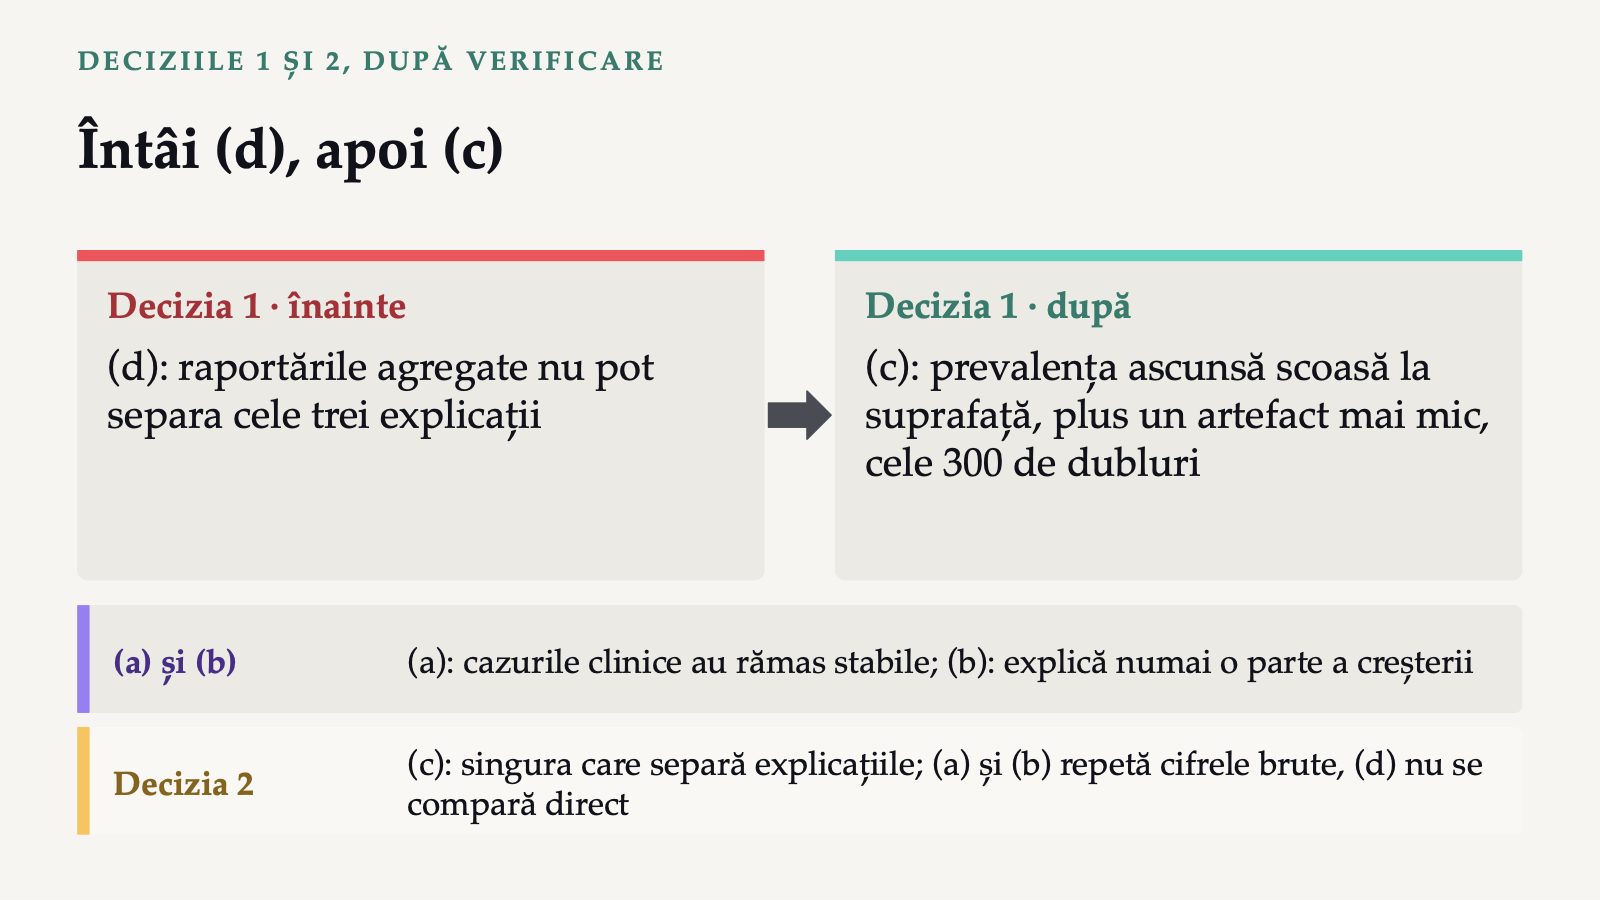 DECIZIILE 1 ȘI 2, DUPĂ VERIFICARE
Întâi (d), apoi (c)
Decizia 1 · înainte
(d): raportările agregate nu pot
separa cele trei explicații
Decizia 1 · după
(c): prevalența ascunsă scoasă la
suprafață, plus un artefact mai mic,
cele 300 de dubluri
(a) și (b)
(a): cazurile clinice au rămas stabile; (b): explică numai o parte a creșterii
Decizia 2
(c): singura care separă explicațiile; (a) și (b) repetă cifrele brute, (d) nu se
compară direct